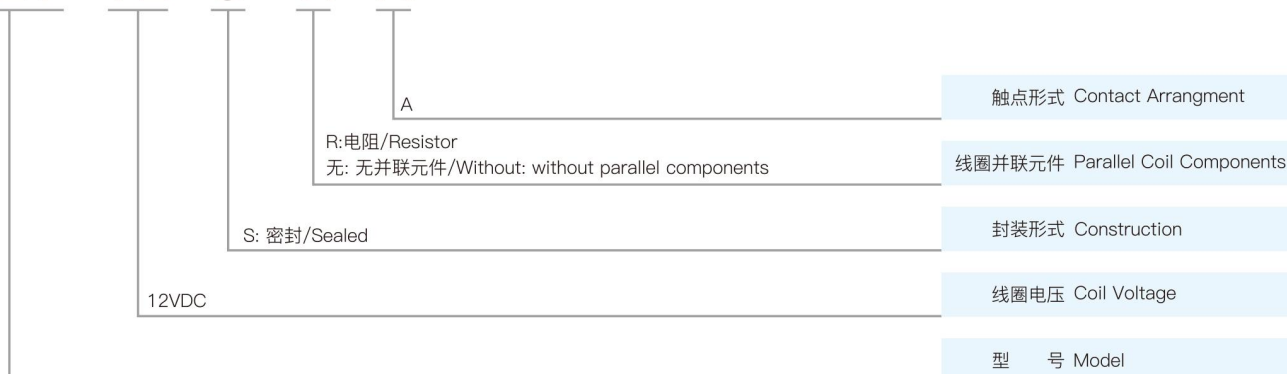 A
触点形式 Contact Arrangment
R:电阻/Resistor
无: 无并联元件/Without: without parallel components
线圈并联元件 Parallel Coil Components
S: 密封/Sealed
封装形式 Construction
12VDC
线圈电压 Coil Voltage
型 号 Model